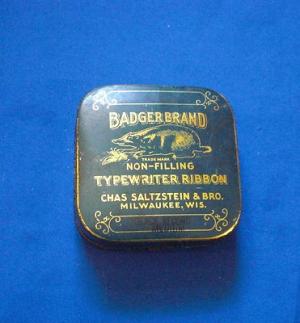 BADGER BRAND
TRADE MARK
NON-FILLING
TYPEWRITER RIBBON
CHAS SALTZSTEIN & BRO.
MILWAUKEE, WIS.